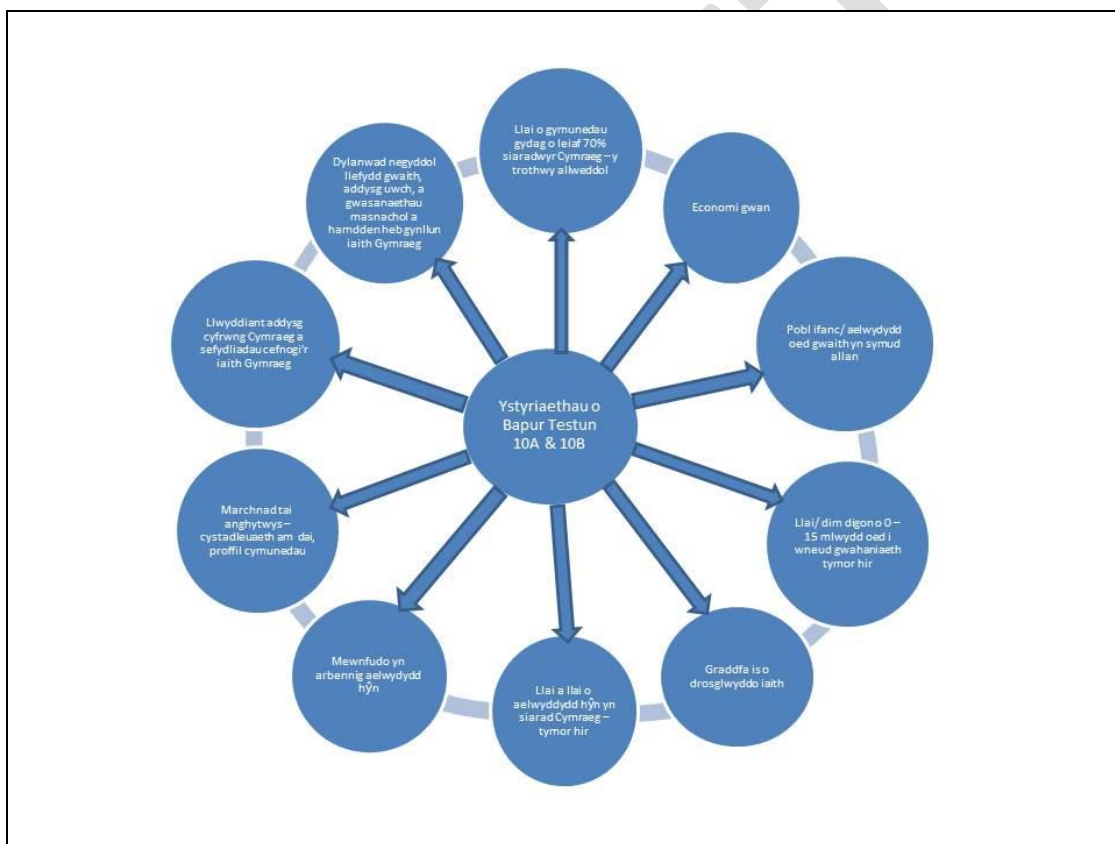 Llai o gymunedau
gydag o leiaf 70%
siaradwyr Cymraeg – y
trothwy allweddol
Economi gwan
Pobl ifanc/ aelwydydd
oed gwaith yn symud
allan
Llai/ dim digon o 0 –
15 mlwydd oed i
wneud gwahaniaeth
tymor hir
Graddfa is o
drosglwyddo iaith
Llai a llai o
aelwyddydd hŷn yn
siarad Cymraeg –
tymor hir
Mewnfudo yn
arbennig aelwydydd
hŷn
Marchnad tai
anghytwys –
cystadleuaeth am dai,
proffil cymunedau
Llwyddiant addysg
cyfrwng Cymraeg a
sefydliadau cefnogi'r
iaith Gymraeg
Dylanwad negyddol
llefydd gwaith,
addysg uwch, a
gwasanaethau
masnachol a
hamdden heb gynllun
iaith Gymraeg
Ystyriaethau o
Bapur Testun
10A & 10B